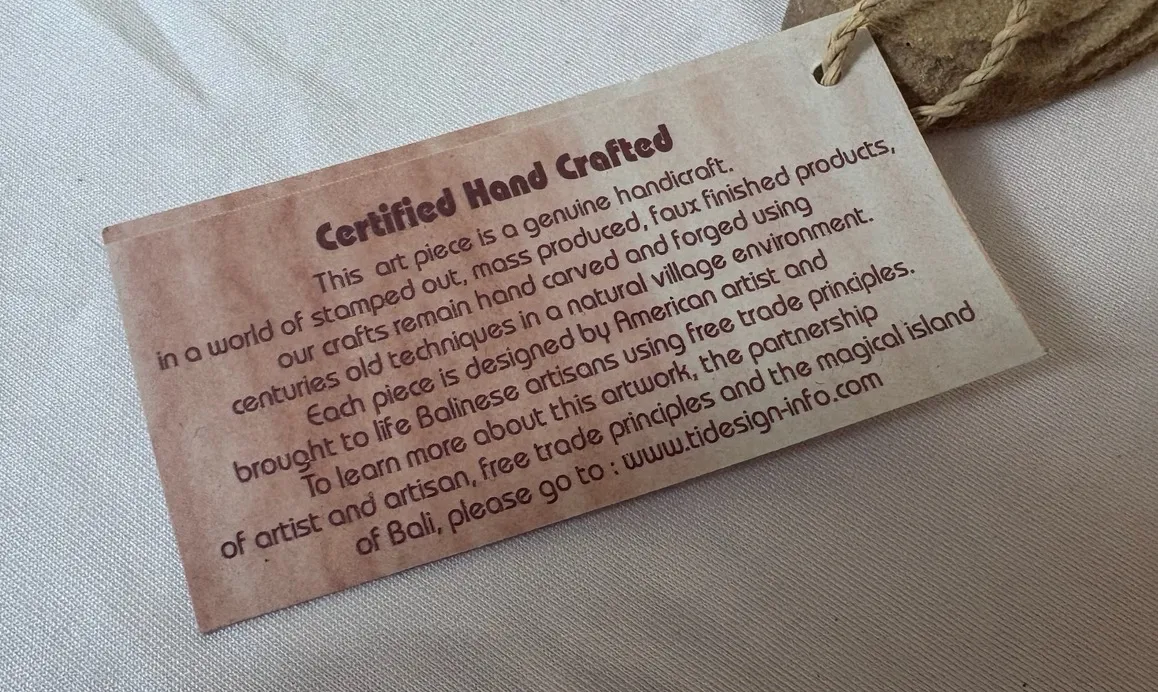 Certified Hand Crafted
This art piece is a genuine handicraft.
in a world of stamped out, mass produced, faux finished products,
our crafts remain hand carved and forged using
centuries old techniques in a natural village environment.
Each piece is designed by American artist and
brought to life Balinese artisans using free trade principles.
To learn more about this artwork, the partnership
of artist and artisan, free trade principles and the magical island
of Bali, please go to : www.tidesign-info.com